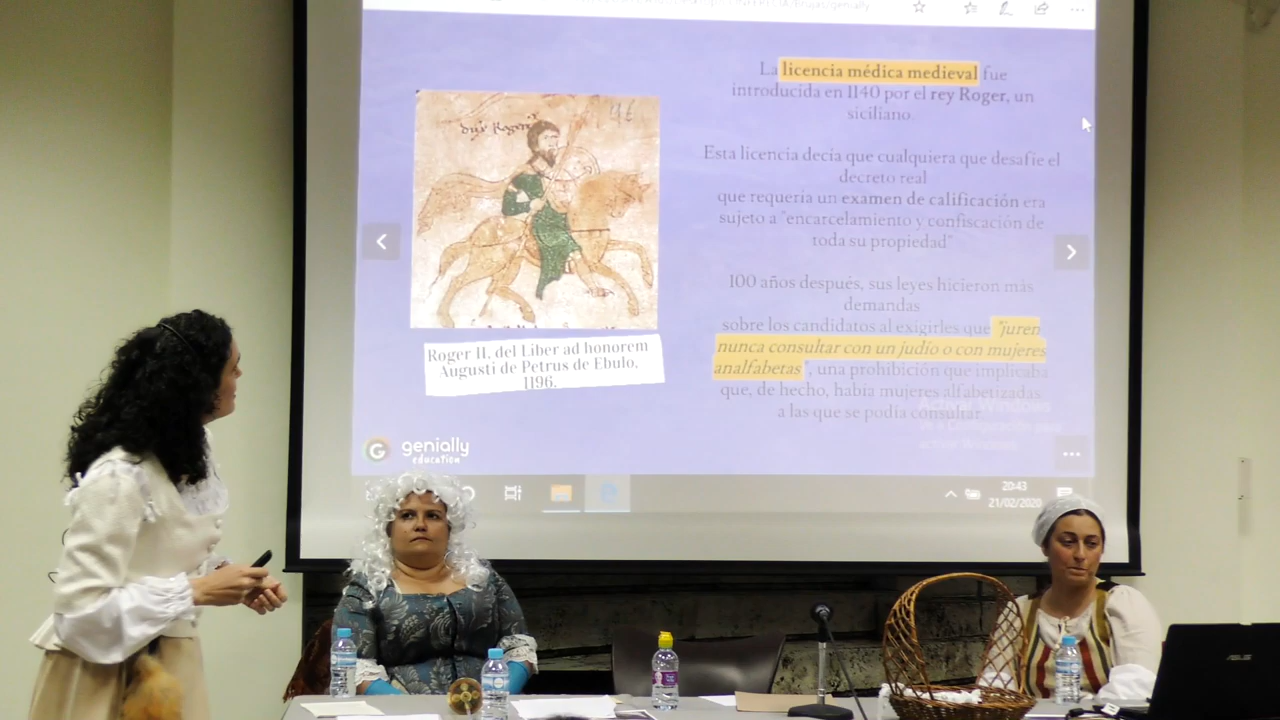 La licencia médica medieval fue
introducida en 1140 por el rey Roger, un
siciliano.
Esta licencia decía que cualquiera que desafíe el
decreto real
que requería un examen de calificación era
sujeto a "encarcelamiento y confiscación de
toda su propiedad"
100 años después, sus leyes hicieron más
demandas
sobre los candidatos al exigirles que "juren
nunca consultar con un judío o con mujeres
analfabetas", una prohibición que implicaba
que, de hecho, había mujeres alfabetizadas
a las que se podía consultar.
Roger II, del Liber ad honorem
Augusti de Petrus de Ebulo,
1196.
G genially
education
20:43
21/02/2020
ASUS